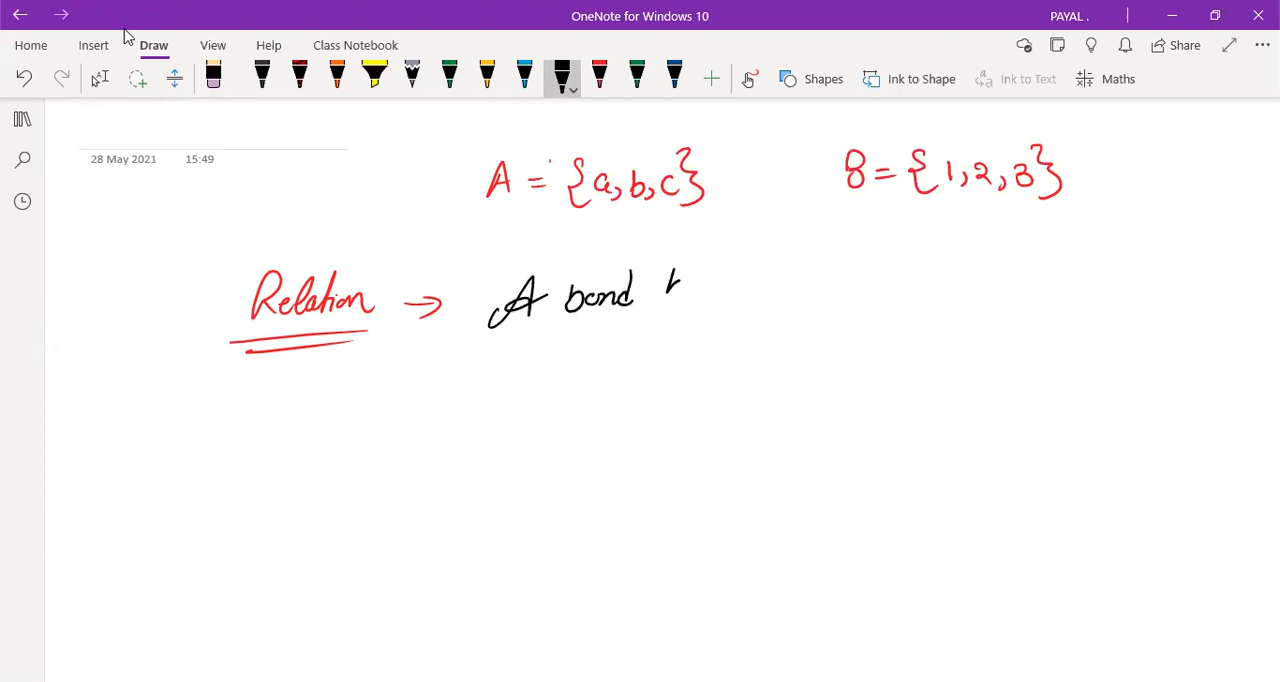 OneNote for Windows 10
PAYAL .
Home Insert Draw View Help Class Notebook
Share
Shapes Ink to Shape Ink to Text Maths
28 May 2021 15:49
A = {a, b, c} B = {1, 2, 3}
Relation → A bond